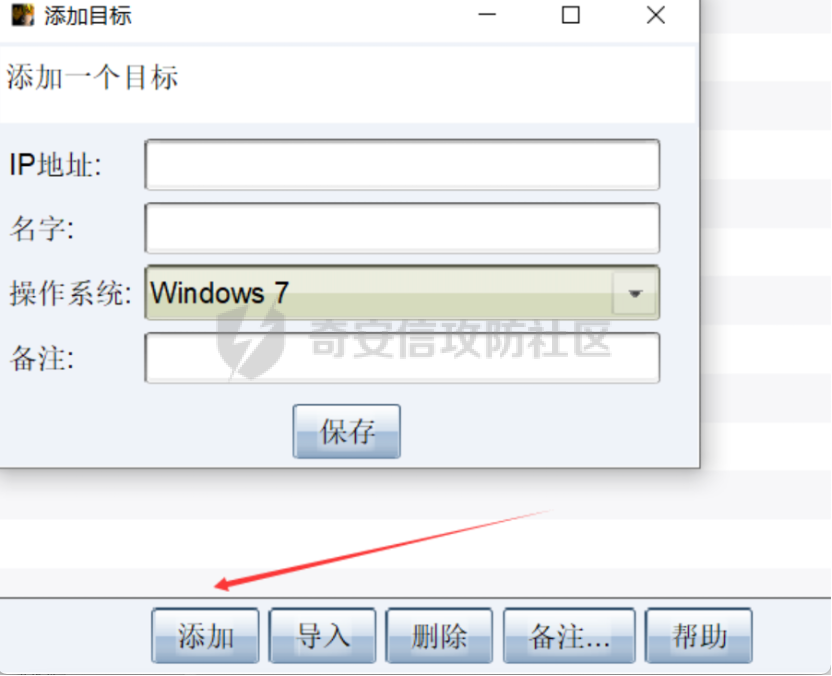 添加目标
添加一个目标
IP地址:
名字:
操作系统: Windows 7
奇安信攻防社区
备注:
保存
添加 导入 删除 备注... 帮助